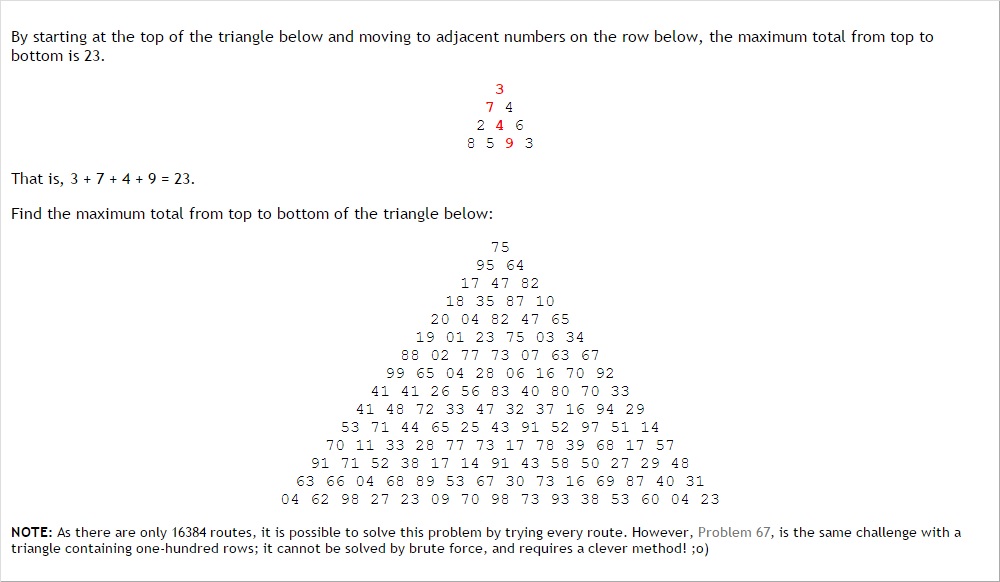 By starting at the top of the triangle below and moving to adjacent numbers on the row below, the maximum total from top to
bottom is 23.
3
7 4
2 4 6
8 5 9 3
That is, 3 + 7 + 4 + 9 = 23.
Find the maximum total from top to bottom of the triangle below:
75
95 64
17 47 82
18 35 87 10
20 04 82 47 65
19 01 23 75 03 34
88 02 77 73 07 63 67
99 65 04 28 06 16 70 92
41 41 26 56 83 40 80 70 33
41 48 72 33 47 32 37 16 94 29
53 71 44 65 25 43 91 52 97 51 14
70 11 33 28 77 73 17 78 39 68 17 57
91 71 52 38 17 14 91 43 58 50 27 29 48
63 66 04 68 89 53 67 30 73 16 69 87 40 31
04 62 98 27 23 09 70 98 73 93 38 53 60 04 23
NOTE: As there are only 16384 routes, it is possible to solve this problem by trying every route. However, Problem 67, is the same challenge with a
triangle containing one-hundred rows; it cannot be solved by brute force, and requires a clever method! ;o)